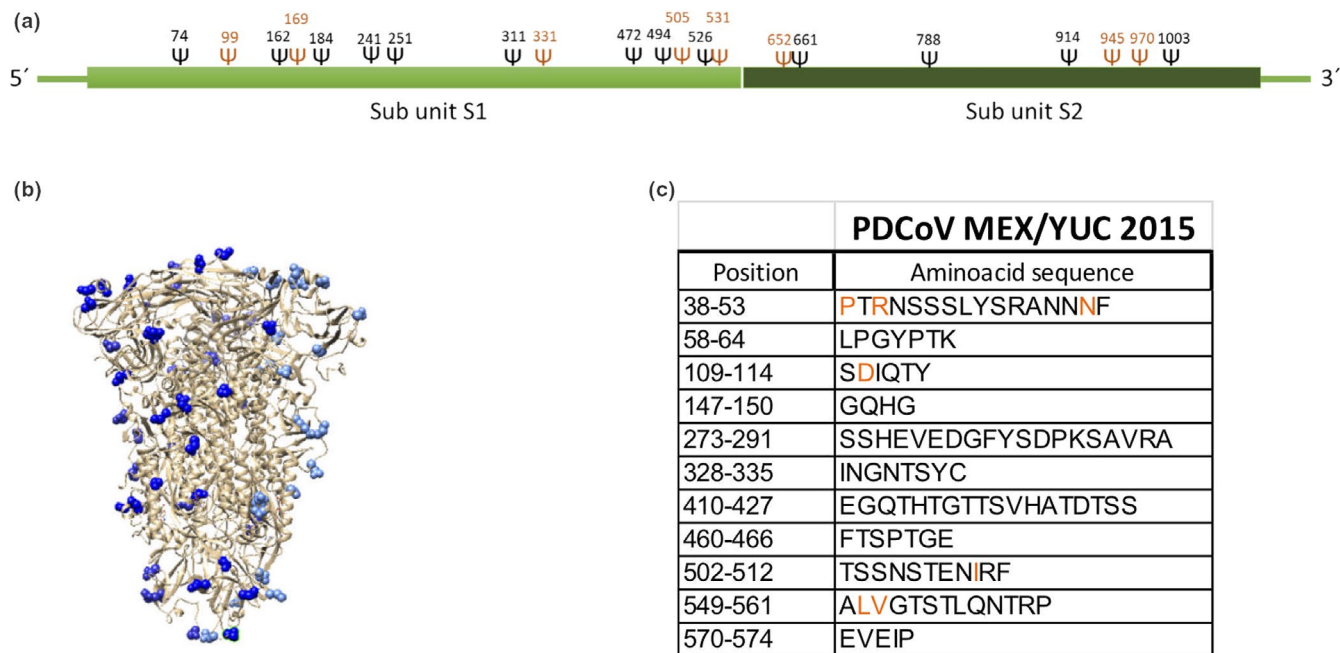 (a)
74 99 162 169 184 241 251 311 331 472 494 505 526 531 652 661 788 914 945 970 1003
Ψ Ψ Ψ Ψ Ψ Ψ Ψ Ψ Ψ Ψ Ψ Ψ Ψ Ψ Ψ Ψ Ψ Ψ Ψ Ψ Ψ
5´ 3´
Sub unit S1 Sub unit S2
(b)
(c)
PDCoV MEX/YUC 2015
Position Aminoacid sequence
38-53 PTRNSSSLYSRANNNF
58-64 LPGYPTK
109-114 SDIQTY
147-150 GQHG
273-291 SSHEVEDGFYSDPKSAVRA
328-335 INGNTSYC
410-427 EGQTHTGTTSVHATDTSS
460-466 FTSPTGE
502-512 TSSNSTENIRF
549-561 ALVGTSTLQNTRP
570-574 EVEIP